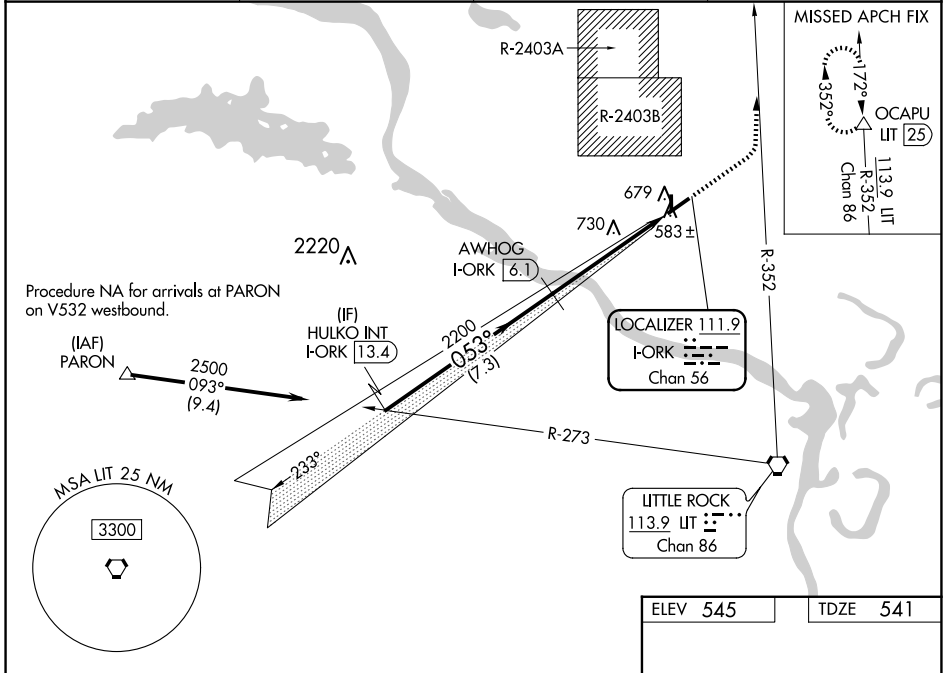 R-2403A
R-2403B
MISSED APCH FIX
172°
352°
OCAPU
LIT 25
113.9 LIT
R-352
Chan 86
679
730
583 ±
2220
AWHOG
I-ORK 6.1
Procedure NA for arrivals at PARON
on V532 westbound.
(IAF)
PARON
2500
093°
(9.4)
(IF)
HULKO INT
I-ORK 13.4
2200
053°
(7.3)
233°
R-352
LOCALIZER 111.9
I-ORK
Chan 56
R-273
LITTLE ROCK
113.9 LIT
Chan 86
MSA LIT 25 NM
3300
ELEV 545
TDZE 541